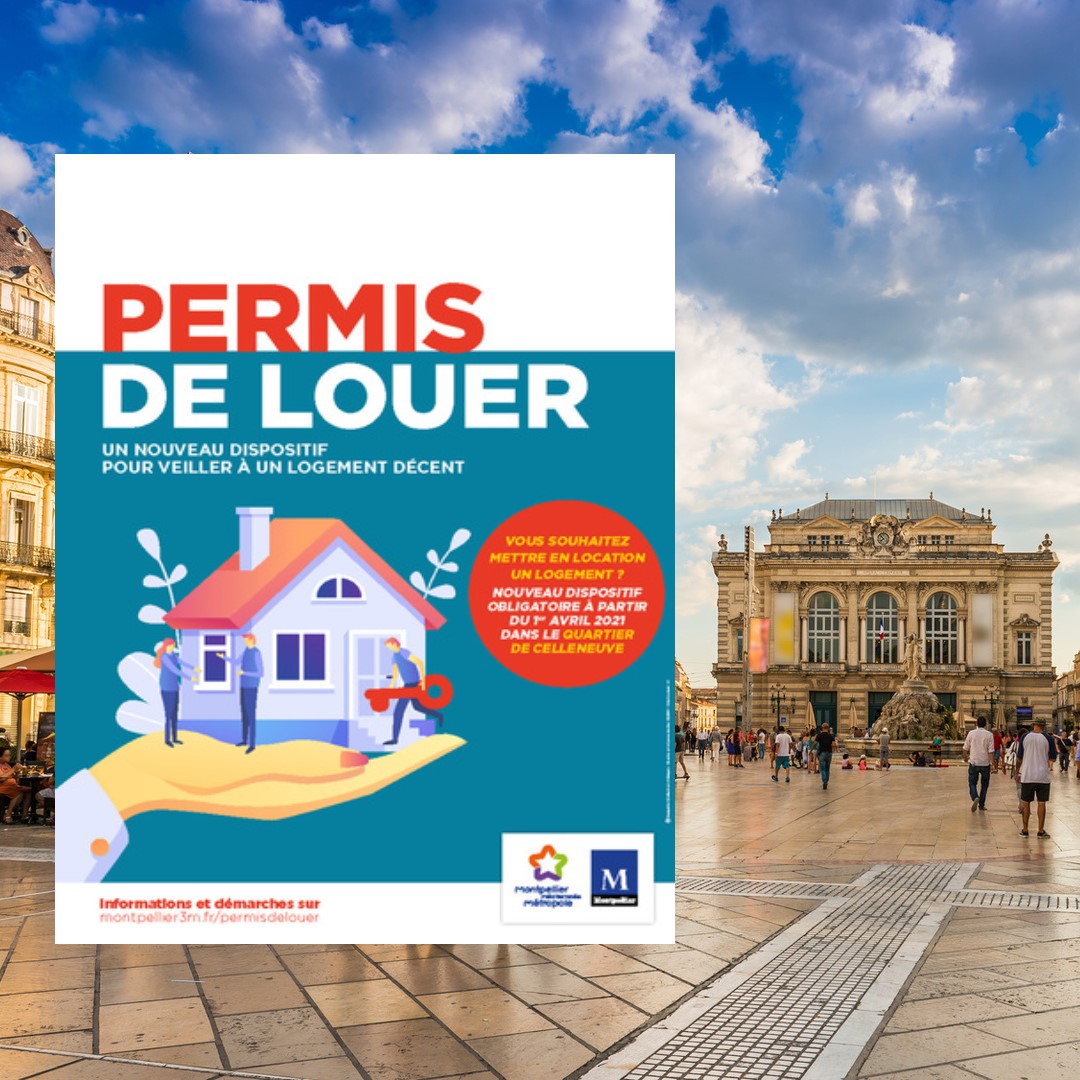 PERMIS
DE LOUER
UN NOUVEAU DISPOSITIF
POUR VEILLER À UN LOGEMENT DÉCENT
VOUS SOUHAITEZ
METTRE EN LOCATION
UN LOGEMENT ?
NOUVEAU DISPOSITIF
OBLIGATOIRE À PARTIR
DU 1er AVRIL 2021
DANS LE QUARTIER
DE CELLENEUVE
montpellier
méditerranée
métropole
M
Montpellier
Informations et démarches sur
montpellier3m.fr/permisdelouer